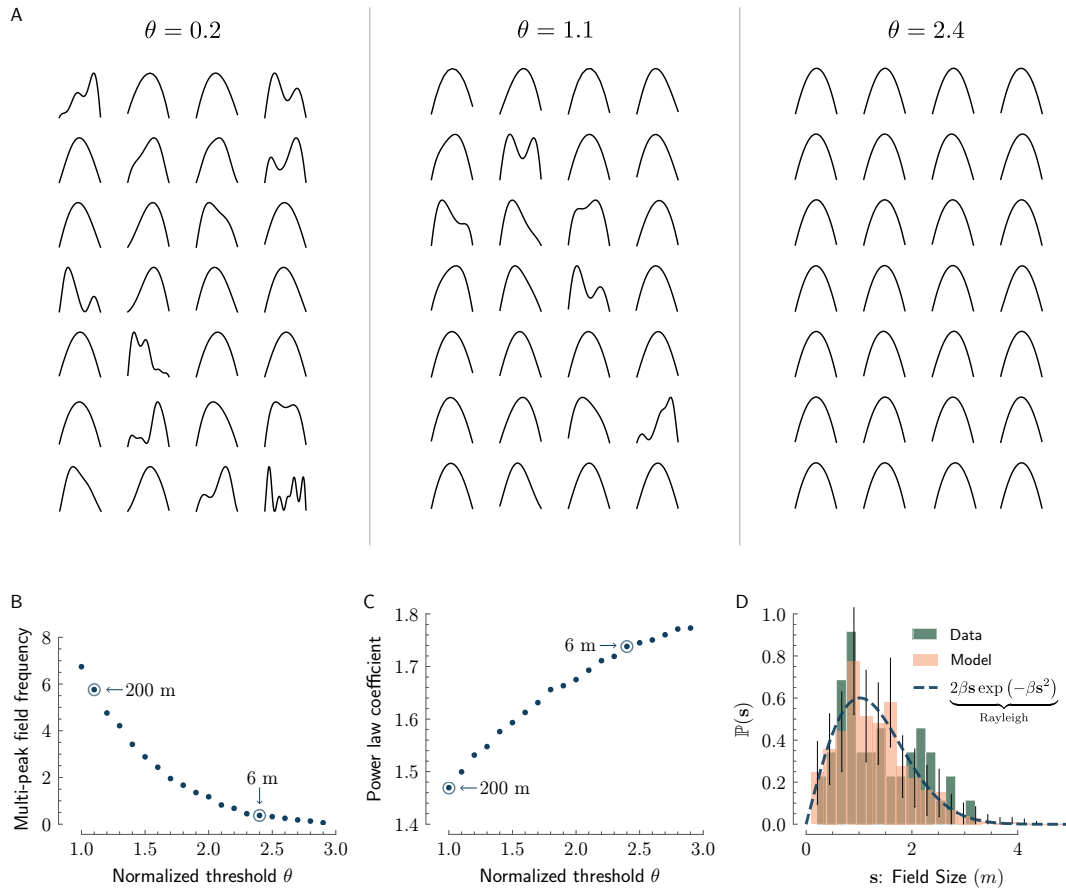 A
θ = 0.2
θ = 1.1
θ = 2.4
B
8
6
4
2
0
1.0 1.5 2.0 2.5 3.0
Multi-peak field frequency
Normalized threshold θ
←200 m
6 m
↓
C
1.8
1.7
1.6
1.5
1.4
1.0 1.5 2.0 2.5 3.0
Power law coefficient
Normalized threshold θ
6 m→
←200 m
D
1.0
0.8
0.6
0.4
0.2
0.0
0 2 4
ℙ(s)
s: Field Size (m)
Data
Model
2βs exp (−βs²)
Rayleigh